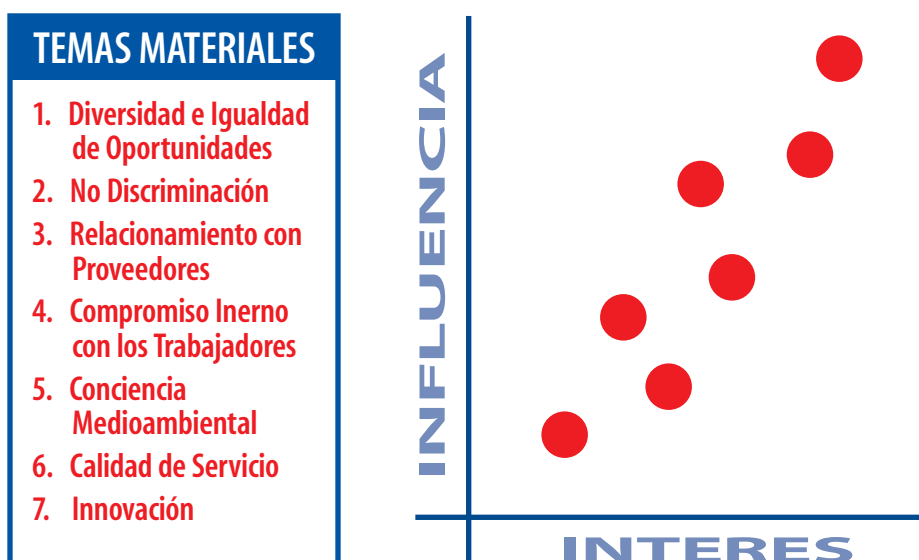 TEMAS MATERIALES
1. Diversidad e Igualdad
de Oportunidades
2. No Discriminación
3. Relacionamiento con
Proveedores
4. Compromiso Inerno
con los Trabajadores
5. Conciencia
Medioambiental
6. Calidad de Servicio
7. Innovación
INFLUENCIA
INTERES